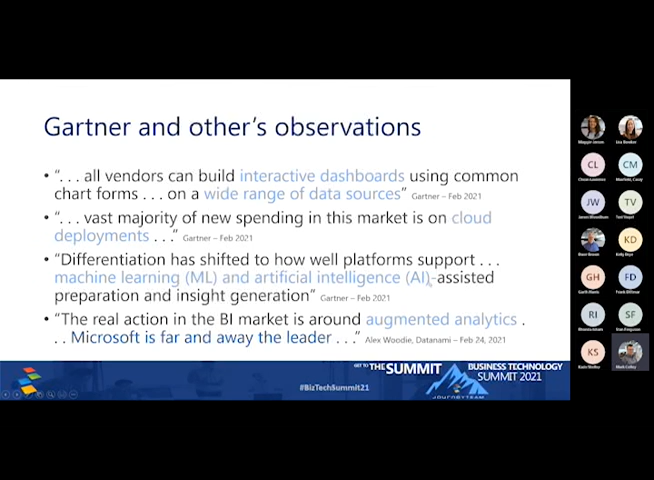 Gartner and other's observations
• ". . . all vendors can build interactive dashboards using common
chart forms . . . on a wide range of data sources" Gartner – Feb 2021
• ". . . vast majority of new spending in this market is on cloud
deployments . . ." Gartner – Feb 2021
• "Differentiation has shifted to how well platforms support . . .
machine learning (ML) and artificial intelligence (AI)-assisted
preparation and insight generation" Gartner – Feb 2021
• "The real action in the BI market is around augmented analytics .
. . Microsoft is far and away the leader . . ." Alex Woodie, Datanami – Feb 24, 2021
#BizTechSummit21
GET TO THE SUMMIT
BUSINESS TECHNOLOGY
SUMMIT 2021
JOURNEYTEAM
CL
CM
JW
TV
KD
GH
FD
RI
SF
KS